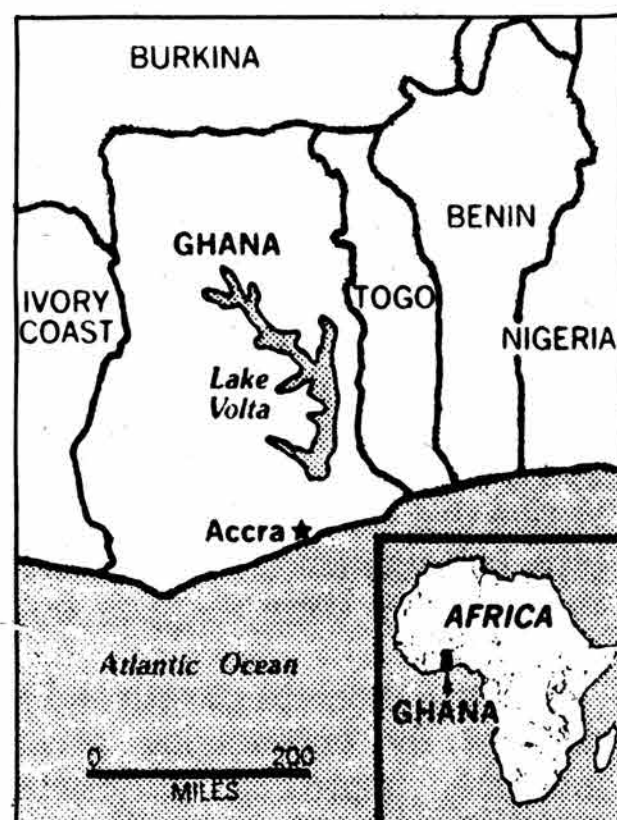 BURKINA
GHANA
BENIN
IVORY
COAST
TOGO
NIGERIA
Lake
Volta
Accra
AFRICA
GHANA
Atlantic Ocean
0 200
MILES